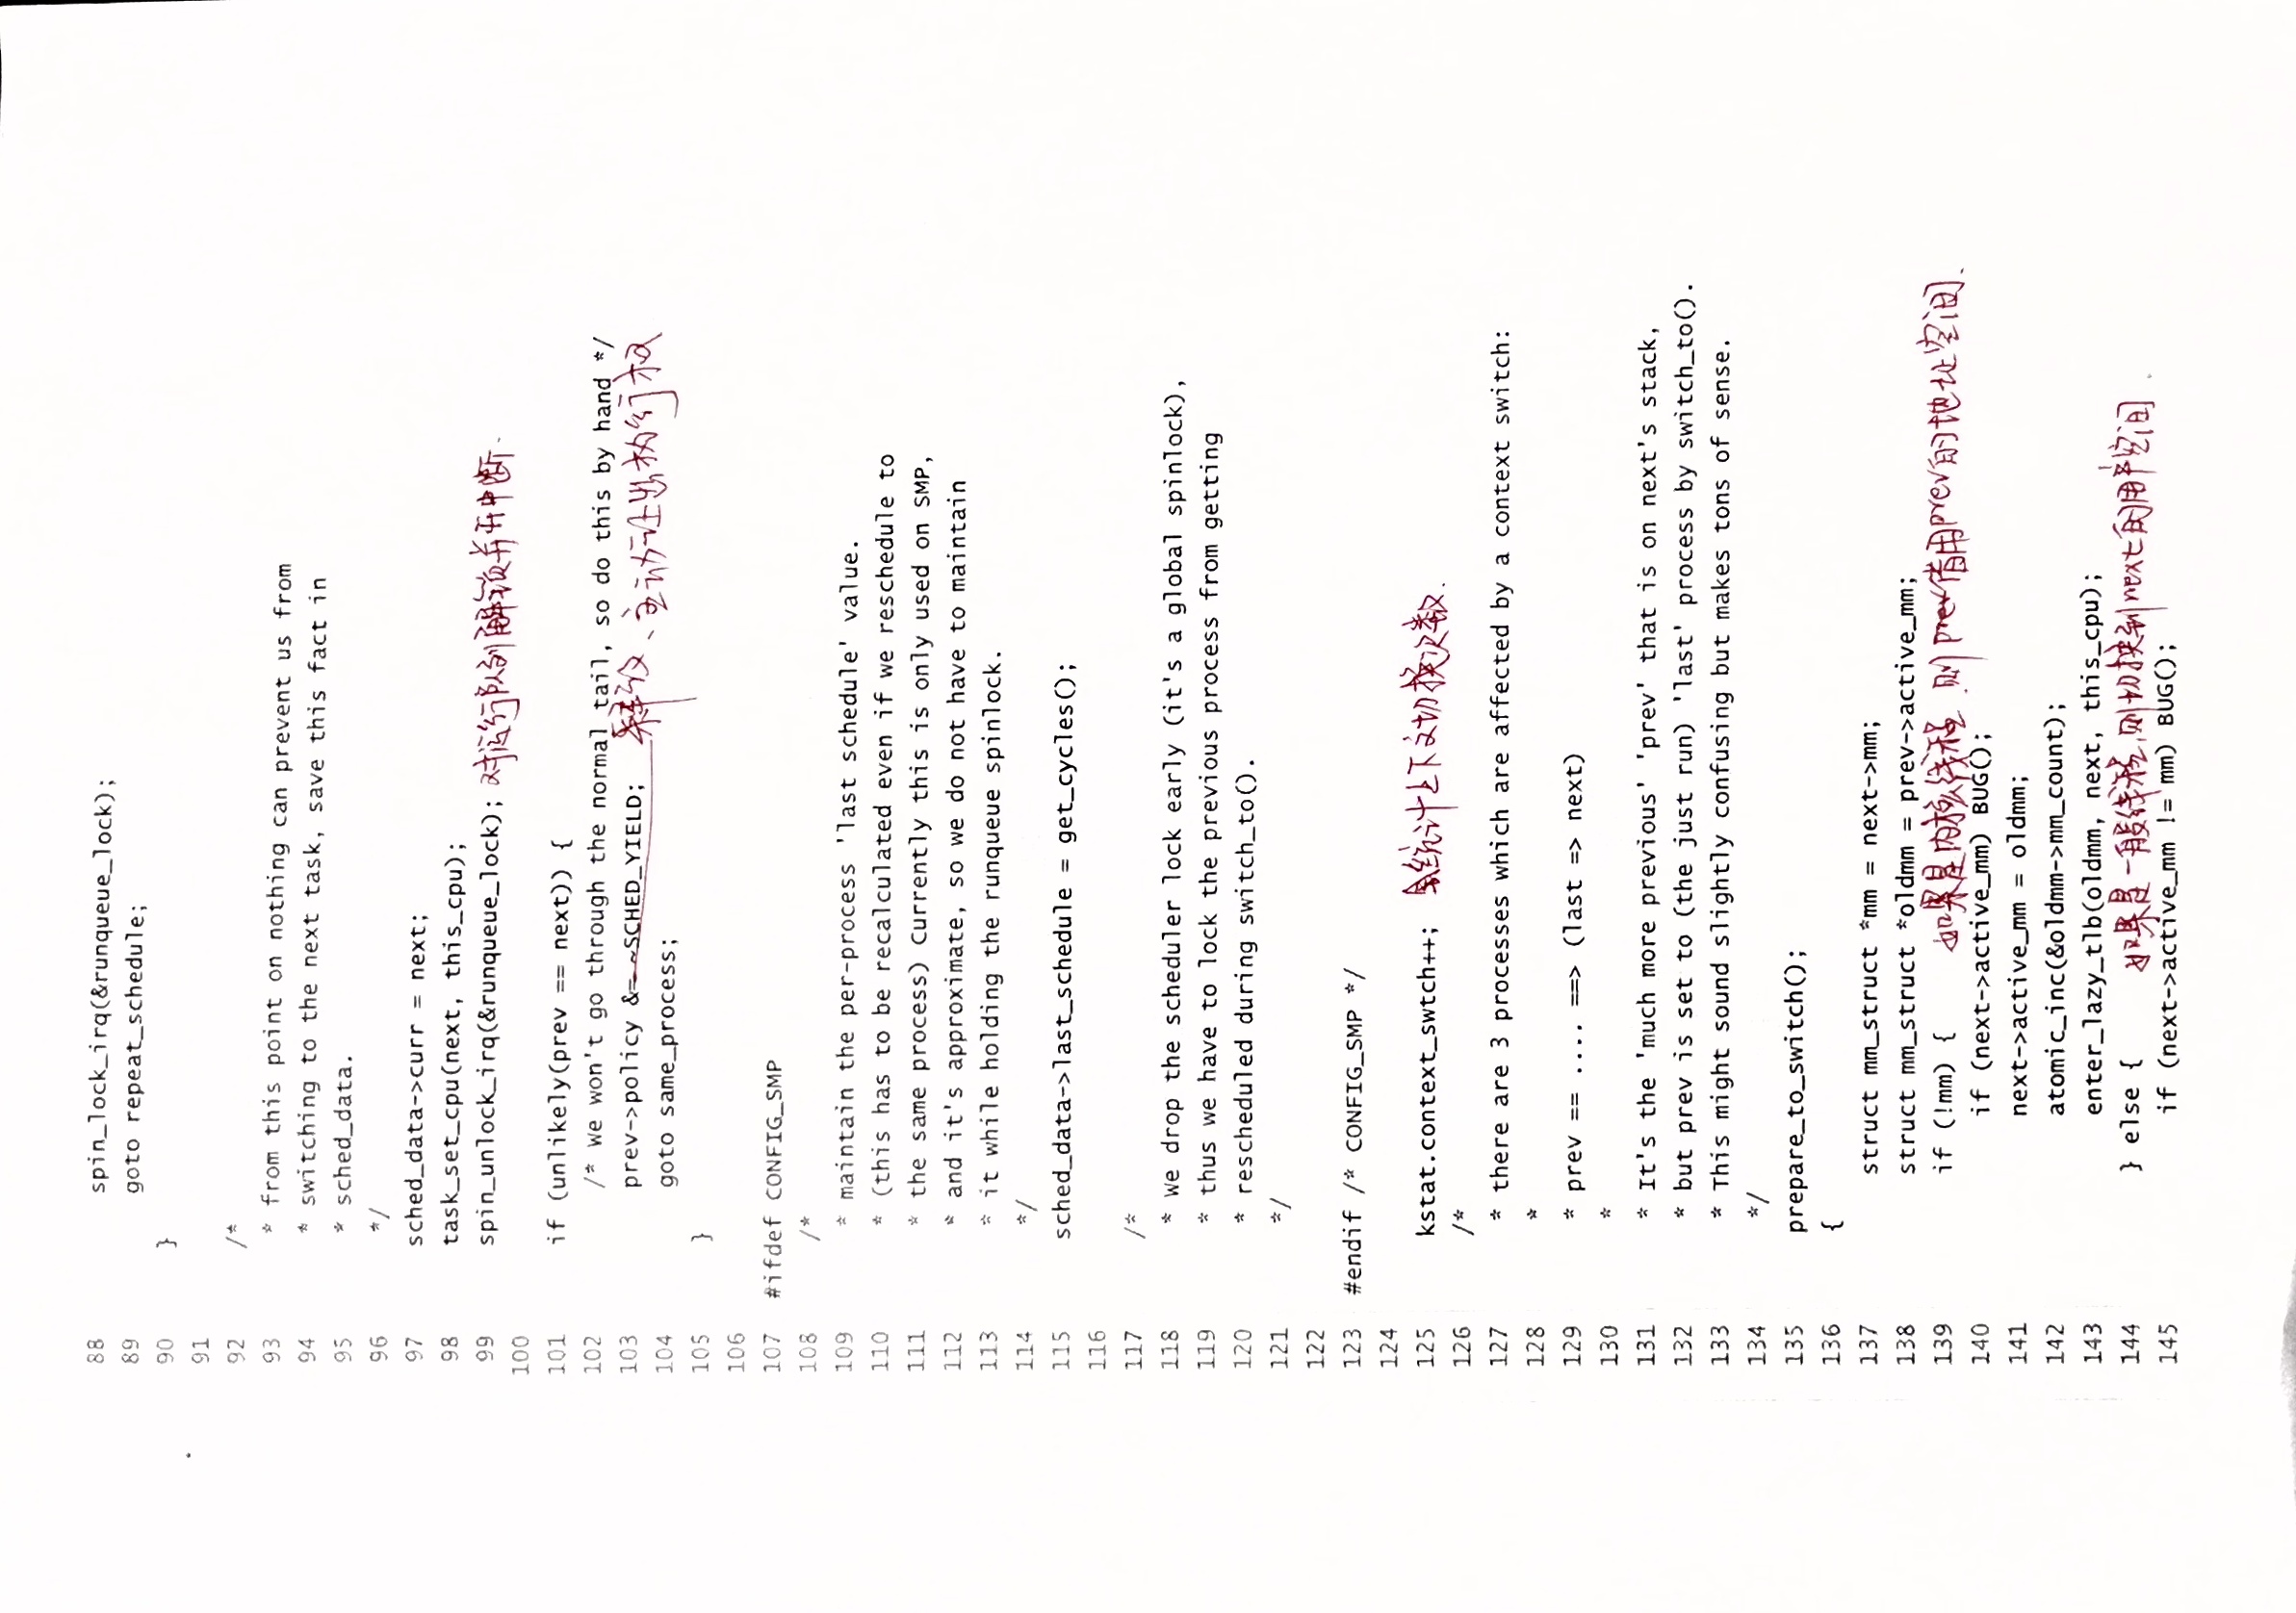 88 spin_lock_irq(&runqueue_lock);
89 goto repeat_schedule;
90 }
91
92 /*
93 * from this point on nothing can prevent us from
94 * switching to the next task, save this fact in
95 * sched_data.
96 */
97 sched_data->curr = next;
98 task_set_cpu(next, this_cpu);
99 spin_unlock_irq(&runqueue_lock); 对运行队列解锁并开中断.
100
101 if (unlikely(prev == next)) {
102 /* We won't go through the normal tail, so do this by hand */
103 prev->policy &= ~SCHED_YIELD; 释放、主动让出执行权
104 goto same_process;
105 }
106
107 #ifdef CONFIG_SMP
108 /*
109 * maintain the per-process 'last schedule' value.
110 * (this has to be recalculated even if we reschedule to
111 * the same process) Currently this is only used on SMP,
112 * and it's approximate, so we do not have to maintain
113 * it while holding the runqueue spinlock.
114 */
115 sched_data->last_schedule = get_cycles();
116
117 /*
118 * We drop the scheduler lock early (it's a global spinlock),
119 * thus we have to lock the previous process from getting
120 * rescheduled during switch_to().
121 */
122
123 #endif /* CONFIG_SMP */
124
125 kstat.context_swtch++; 统计上下文切换次数.
126 /*
127 * there are 3 processes which are affected by a context switch:
128 *
129 * prev == .... ==> (last => next)
130 *
131 * It's the 'much more previous' 'prev' that is on next's stack,
132 * but prev is set to (the just run) 'last' process by switch_to().
133 * This might sound slightly confusing but makes tons of sense.
134 */
135 prepare_to_switch();
136 {
137 struct mm_struct *mm = next->mm;
138 struct mm_struct *oldmm = prev->active_mm;
139 if (!mm) { 如果是内核线程.则prev借用prev的地址空间.
140 if (next->active_mm) BUG();
141 next->active_mm = oldmm;
142 atomic_inc(&oldmm->mm_count);
143 enter_lazy_tlb(oldmm, next, this_cpu);
144 } else { 如果是一般线程,则切换到next的用户空间.
145 if (next->active_mm != mm) BUG();